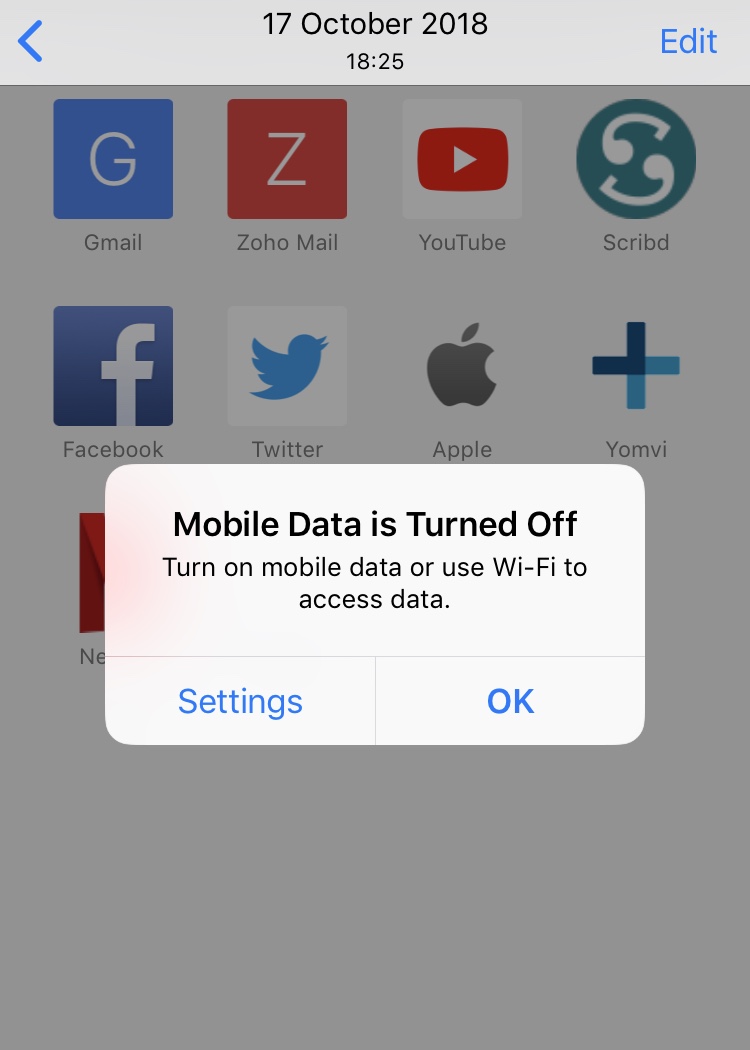 17 October 2018
18:25
Edit
G
Z
Gmail
Zoho Mail
YouTube
Scribd
f
Facebook
Twitter
Apple
Yomvi
Mobile Data is Turned Off
Turn on mobile data or use Wi-Fi to
access data.
Ne
Settings
OK